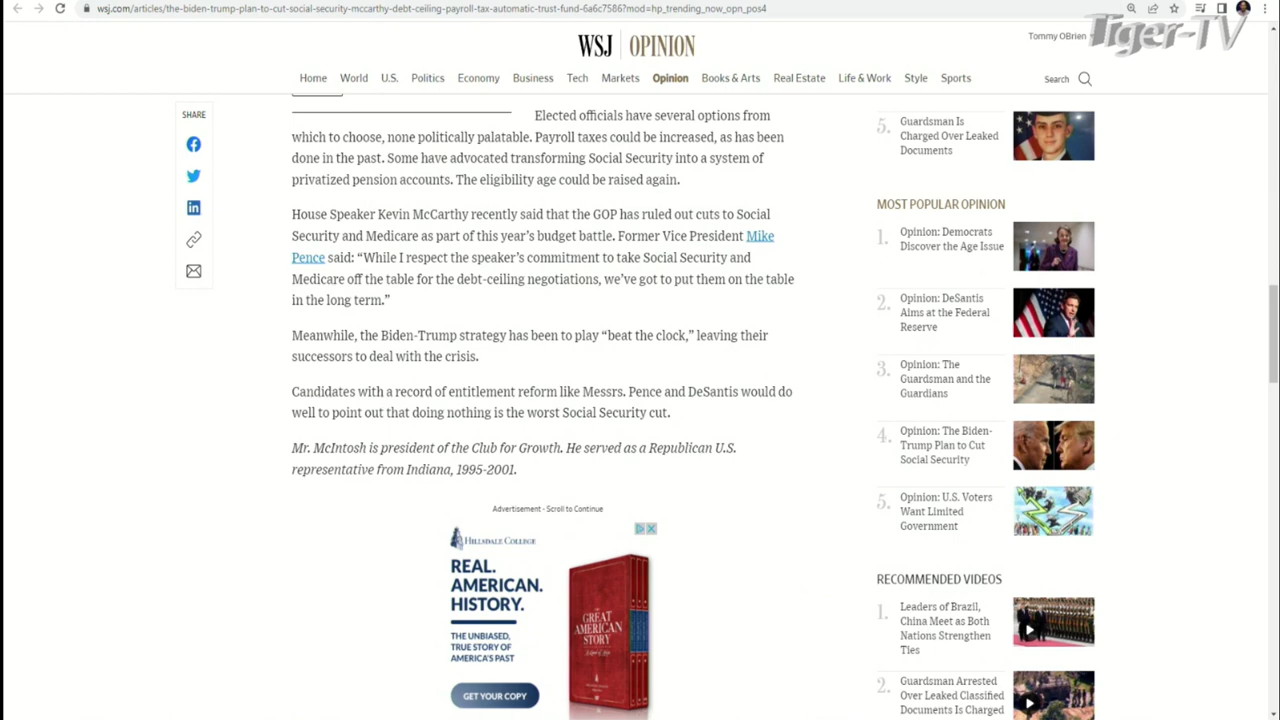 wsj.com/articles/the-biden-trump-plan-to-cut-social-security-mccarthy-debt-ceiling-payroll-tax-automatic-trust-fund-6a6c7586?mod=hp_trending_now_opn_pos4
Tiger-TV
WSJ OPINION
Tommy OBrien
Home World U.S. Politics Economy Business Tech Markets Opinion Books & Arts Real Estate Life & Work Style Sports
Search
SHARE
Elected officials have several options from
which to choose, none politically palatable. Payroll taxes could be increased, as has been
done in the past. Some have advocated transforming Social Security into a system of
privatized pension accounts. The eligibility age could be raised again.
House Speaker Kevin McCarthy recently said that the GOP has ruled out cuts to Social
Security and Medicare as part of this year's budget battle. Former Vice President Mike
Pence said: “While I respect the speaker's commitment to take Social Security and
Medicare off the table for the debt-ceiling negotiations, we've got to put them on the table
in the long term.”
Meanwhile, the Biden-Trump strategy has been to play “beat the clock,” leaving their
successors to deal with the crisis.
Candidates with a record of entitlement reform like Messrs. Pence and DeSantis would do
well to point out that doing nothing is the worst Social Security cut.
Mr. McIntosh is president of the Club for Growth. He served as a Republican U.S.
representative from Indiana, 1995-2001.
Advertisement - Scroll to Continue
HILLSDALE COLLEGE
REAL.
AMERICAN.
HISTORY.
THE UNBIASED,
TRUE STORY OF
AMERICA'S PAST
GET YOUR COPY
THE
GREAT
AMERICAN
STORY
5.
Guardsman Is
Charged Over Leaked
Documents
MOST POPULAR OPINION
1.
Opinion: Democrats
Discover the Age Issue
2.
Opinion: DeSantis
Aims at the Federal
Reserve
3.
Opinion: The
Guardsman and the
Guardians
4.
Opinion: The Biden-
Trump Plan to Cut
Social Security
5.
Opinion: U.S. Voters
Want Limited
Government
RECOMMENDED VIDEOS
1.
Leaders of Brazil,
China Meet as Both
Nations Strengthen
Ties
2.
Guardsman Arrested
Over Leaked Classified
Documents Is Charged